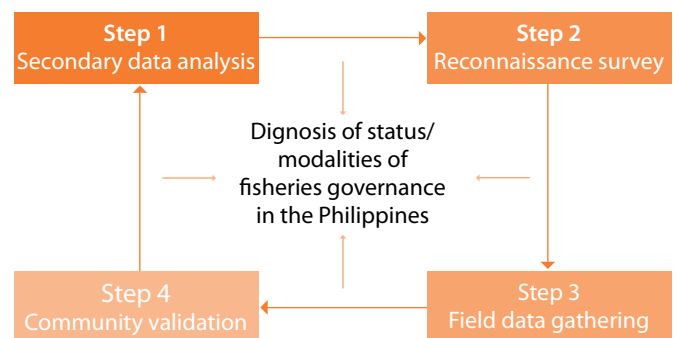 Step 1
Secondary data analysis
Step 2
Reconnaissance survey
Dignosis of status/
modalities of
fisheries governance
in the Philippines
Step 4
Community validation
Step 3
Field data gathering